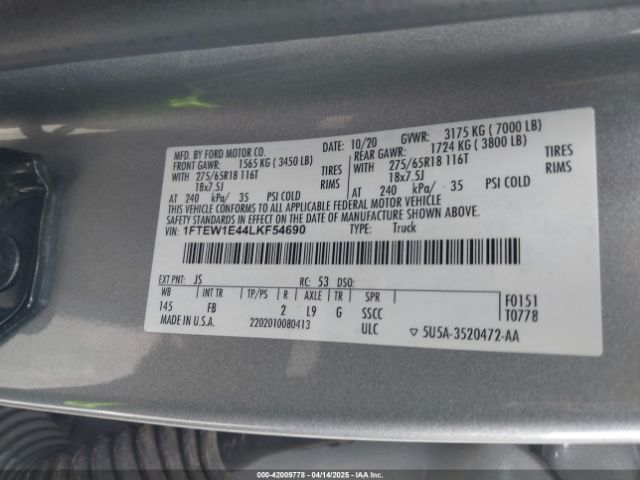 MFD. BY FORD MOTOR CO. 10/20 GVWR: 3175 KG ( 7000 LB)
FRONT GAWR: 1565 KG ( 3450 LB) REAR GAWR: 1724 KG ( 3800 LB)
WITH 275/65R18 116T TIRES WITH 275/65R18 116T TIRES
18x7.5J RIMS 18x7.5J RIMS
AT 240 kPa/ 35 PSI COLD AT 240 kPa/ 35 PSI COLD
THIS VEHICLE CONFORMS TO ALL APPLICABLE FEDERAL MOTOR VEHICLE
SAFETY STANDARDS IN EFFECT ON THE DATE OF MANUFACTURE SHOWN ABOVE.
VIN: 1FTEW1E44LKF54690 TYPE: Truck
EXT PNT: JS RC: 53 DSO:
WB INT TR TP/PS R AXLE TR SPR F0151
145 FB 2 L9 G SSCC T0778
MADE IN U.S.A. 2202010080413 ULC ▽ 5U5A-3520472-AA
000-42009778 - 04/14/2025 - IAAI.COM